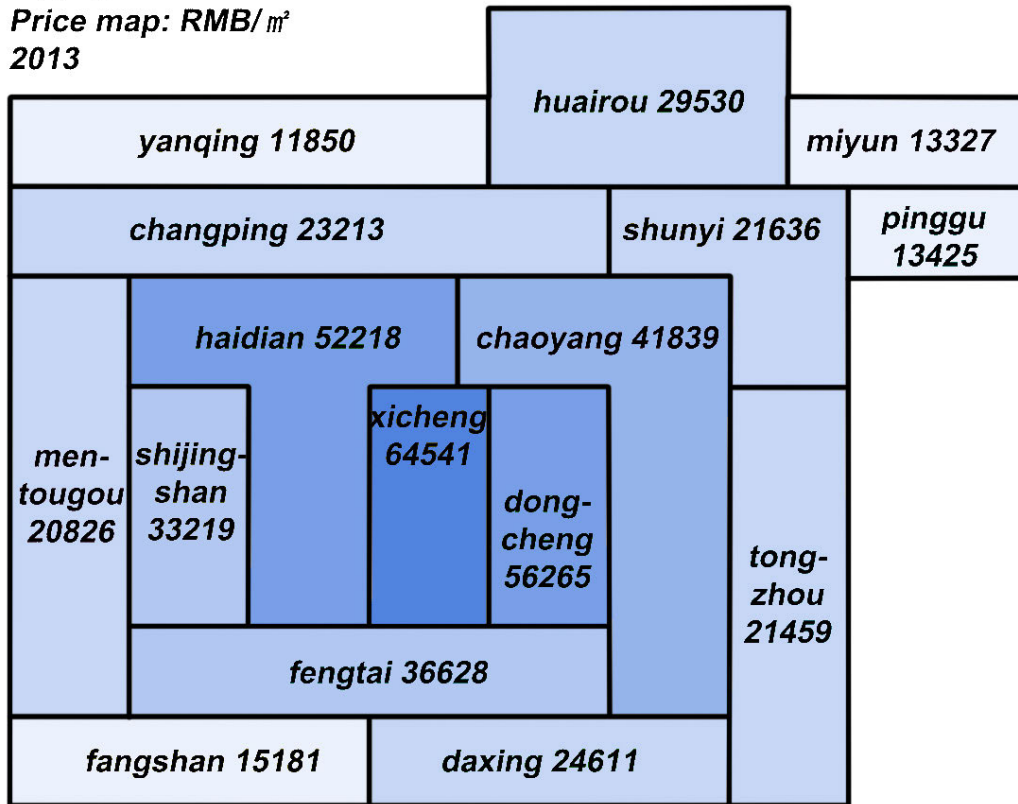 Price map: RMB/㎡
2013
huairou 29530
yanqing 11850
miyun 13327
changping 23213
shunyi 21636
pinggu
13425
haidian 52218
chaoyang 41839
xicheng
64541
men-
tougou
20826
shijing-
shan
33219
dong-
cheng
56265
tong-
zhou
21459
fengtai 36628
fangshan 15181
daxing 24611